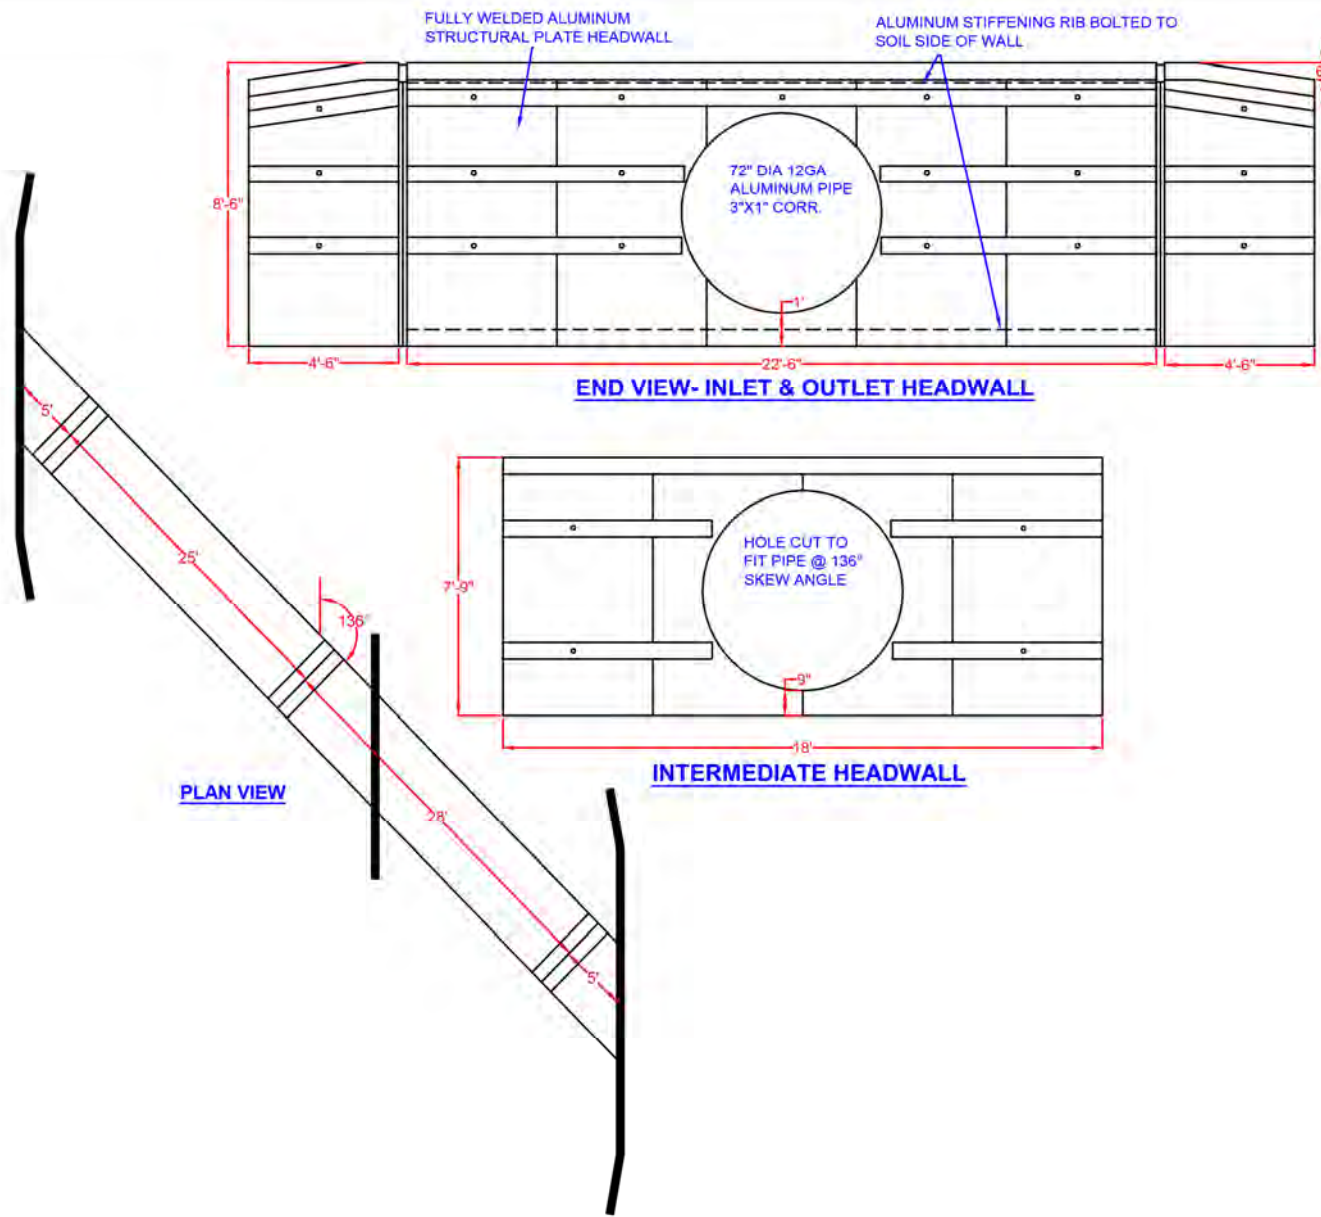 FULLY WELDED ALUMINUM
STRUCTURAL PLATE HEADWALL
ALUMINUM STIFFENING RIB BOLTED TO
SOIL SIDE OF WALL
72" DIA 12GA
ALUMINUM PIPE
3"X1" CORR.
8'-6"
1'
4'-6"
22'-6"
4'-6"
END VIEW- INLET & OUTLET HEADWALL
5'
25'
136°
28'
5'
PLAN VIEW
HOLE CUT TO
FIT PIPE @ 136°
SKEW ANGLE
7'-9"
9"
18'
INTERMEDIATE HEADWALL